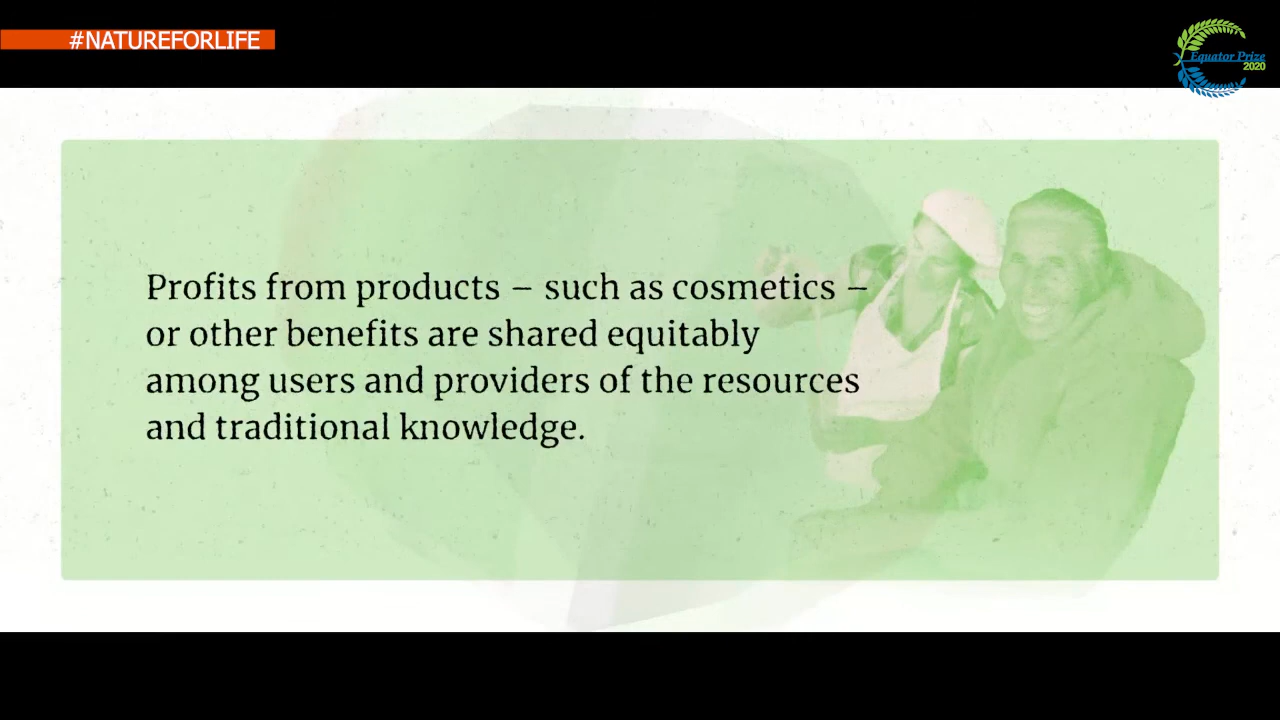 #NATUREFORLIFE
Equator Prize
2020
Profits from products – such as cosmetics –
or other benefits are shared equitably
among users and providers of the resources
and traditional knowledge.